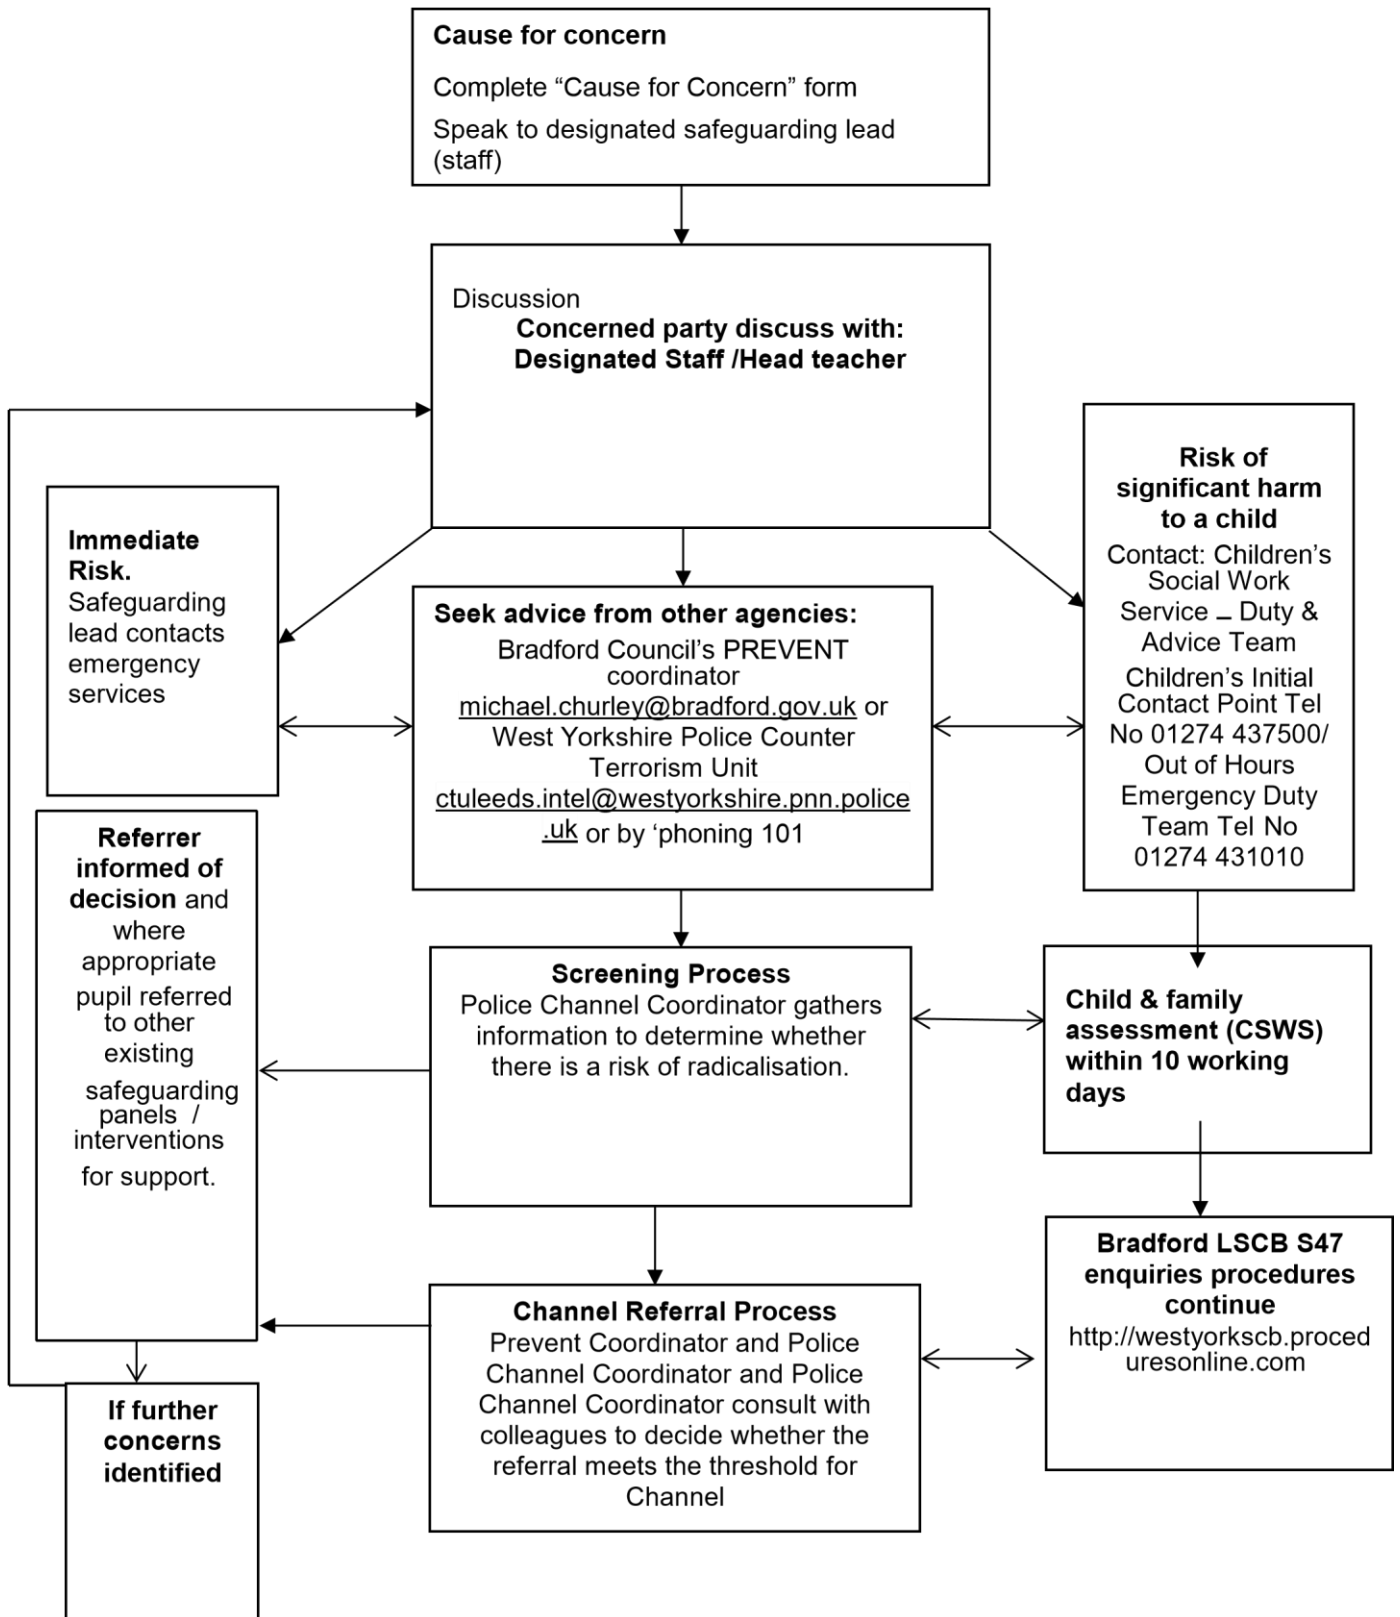 Cause for concern
Complete “Cause for Concern” form
Speak to designated safeguarding lead
(staff)
Discussion
Concerned party discuss with:
Designated Staff /Head teacher
Immediate
Risk.
Safeguarding
lead contacts
emergency
services
Seek advice from other agencies:
Bradford Council’s PREVENT
coordinator
michael.churley@bradford.gov.uk or
West Yorkshire Police Counter
Terrorism Unit
ctuleeds.intel@westyorkshire.pnn.police
.uk or by ‘phoning 101
Risk of
significant harm
to a child
Contact: Children’s
Social Work
Service – Duty &
Advice Team
Children’s Initial
Contact Point Tel
No 01274 437500/
Out of Hours
Emergency Duty
Team Tel No
01274 431010
Referrer
informed of
decision and
where
appropriate
pupil referred
to other
existing
safeguarding
panels /
interventions
for support.
Screening Process
Police Channel Coordinator gathers
information to determine whether
there is a risk of radicalisation.
Child & family
assessment (CSWS)
within 10 working
days
Channel Referral Process
Prevent Coordinator and Police
Channel Coordinator and Police
Channel Coordinator consult with
colleagues to decide whether the
referral meets the threshold for
Channel
Bradford LSCB S47
enquiries procedures
continue
http://westyorkscb.proced
uresonline.com
If further
concerns
identified